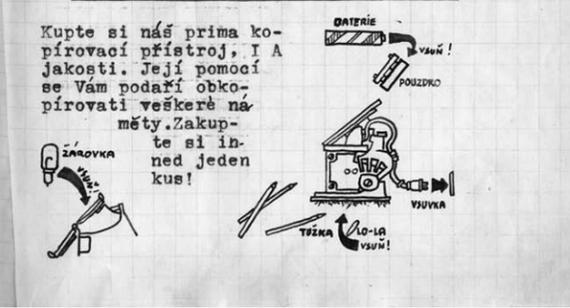 Kupte si náš prima ko-
pírovací přístroj, I A
jakosti. Její pomocí
se Vám podaří obko-
pírovati veškeré ná
měty.Zakup-
te si in-
ned jeden
kus!
BATERIE
VSUŇ!
POUZDRO
ŽÁROVKA
VSUŇ!
VSUVKA
TUŽKA
LO-LA
VSUŇ!